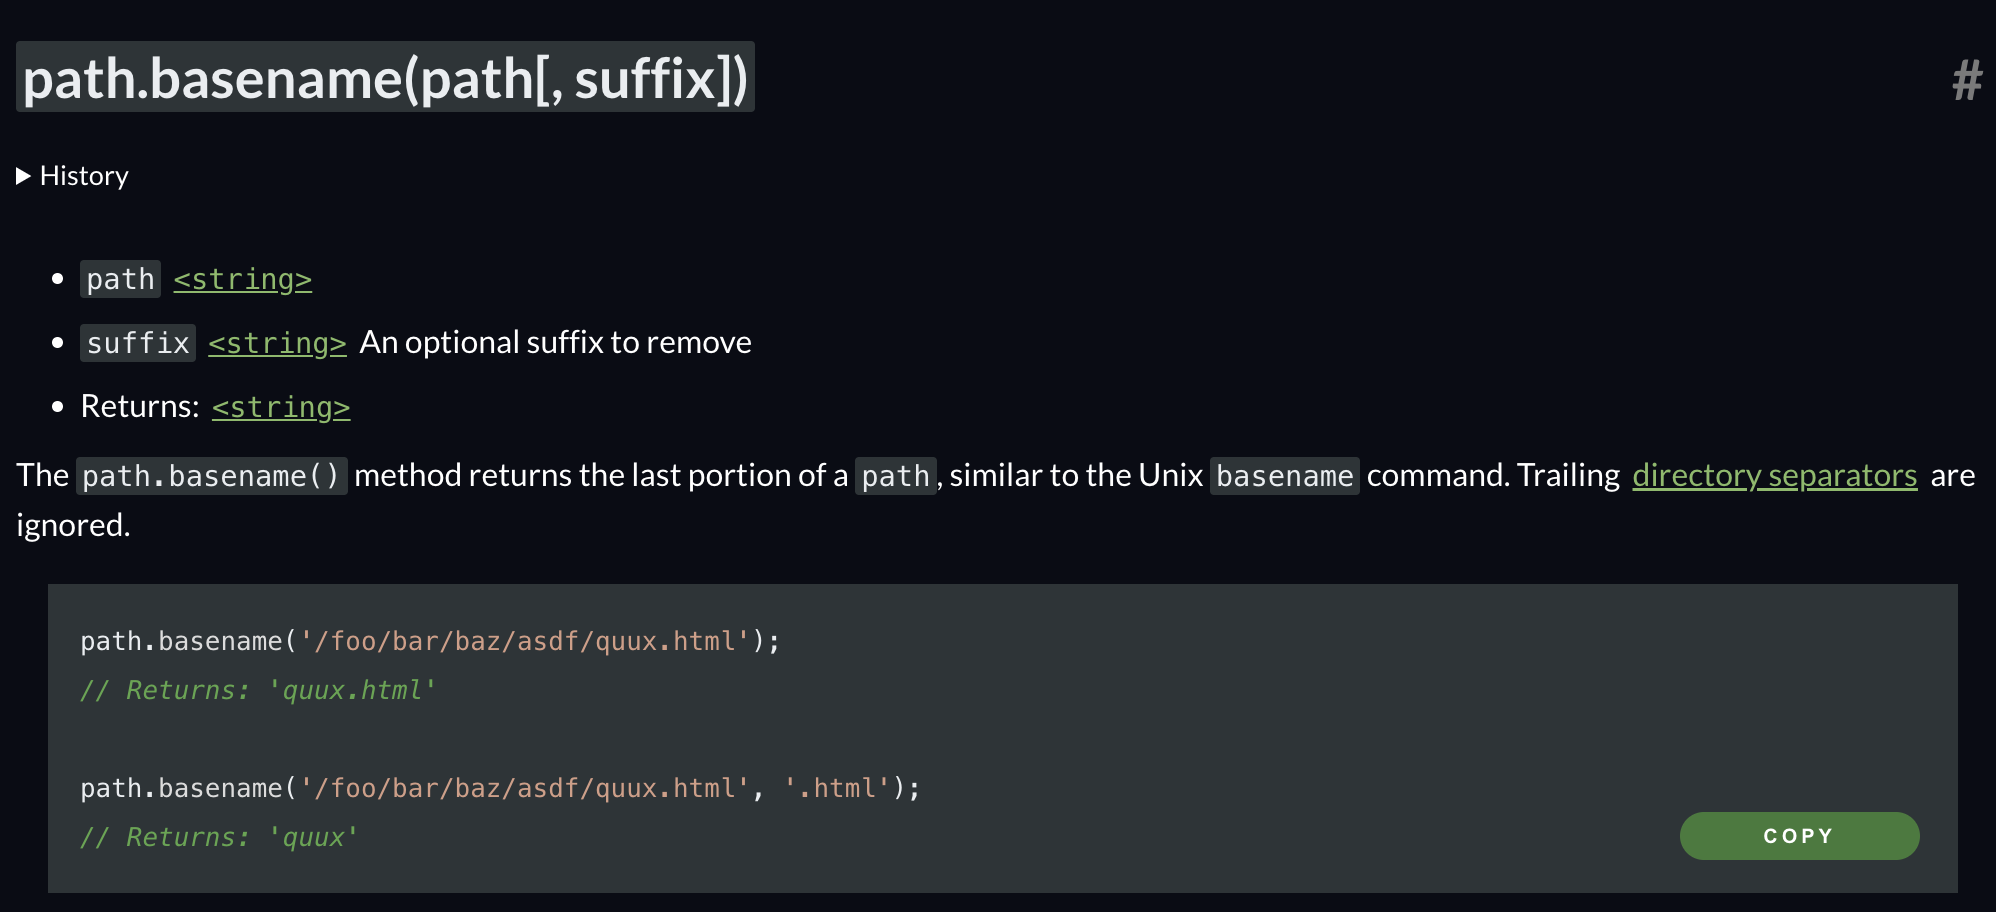 path.basename(path[, suffix])
#
▶ History
• path <string>
• suffix <string> An optional suffix to remove
• Returns: <string>
The path.basename() method returns the last portion of a path, similar to the Unix basename command. Trailing directory separators are
ignored.
path.basename('/foo/bar/baz/asdf/quux.html');
// Returns: 'quux.html'
path.basename('/foo/bar/baz/asdf/quux.html', '.html');
// Returns: 'quux'
COPY